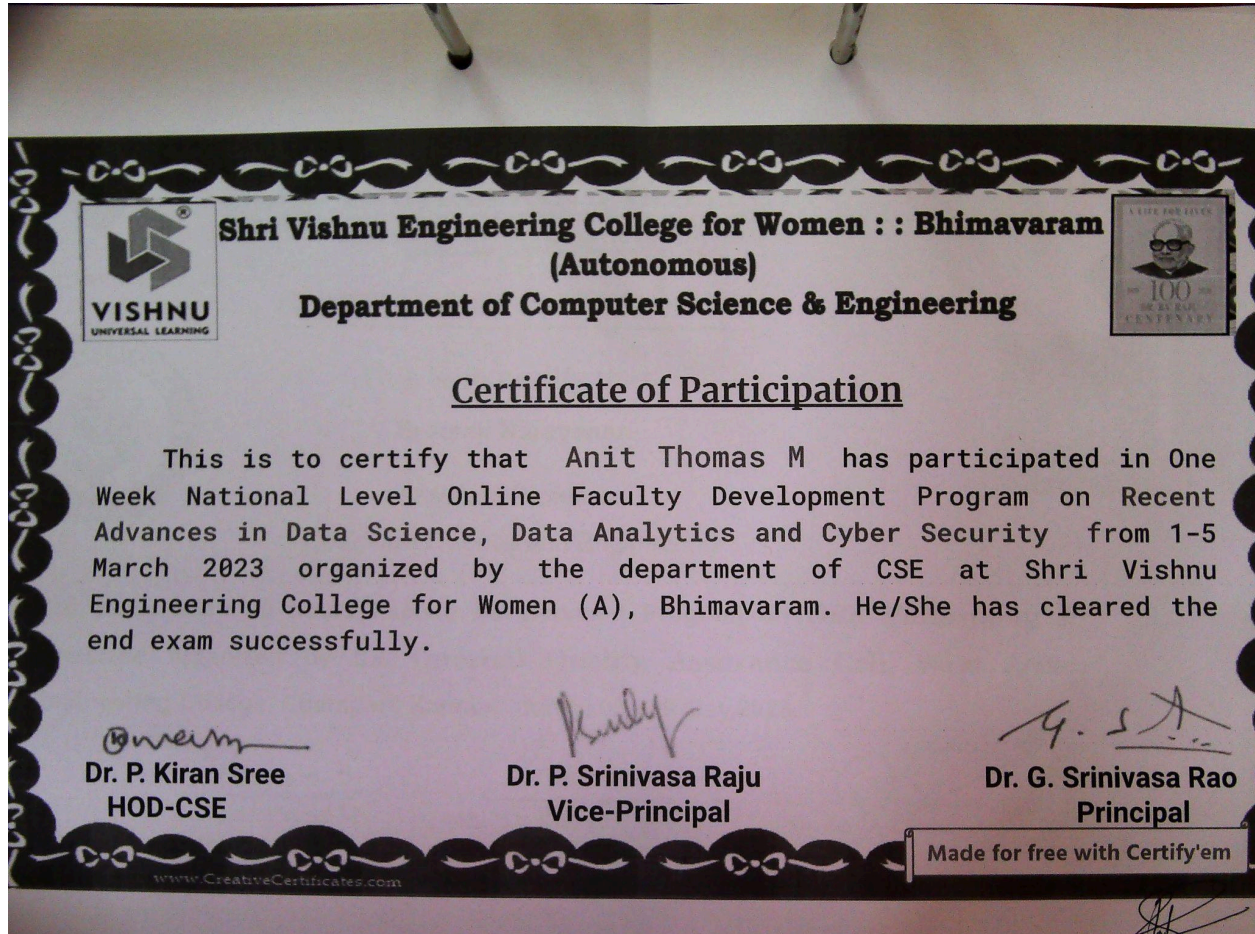 Shri Vishnu Engineering College for Women : : Bhimavaram
(Autonomous)
Department of Computer Science & Engineering
®
VISHNU
UNIVERSAL LEARNING
A LIFE FOR LIVES
100
CENTENARY
Certificate of Participation
This is to certify that Anit Thomas M has participated in One
Week National Level Online Faculty Development Program on Recent
Advances in Data Science, Data Analytics and Cyber Security from 1-5
March 2023 organized by the department of CSE at Shri Vishnu
Engineering College for Women (A), Bhimavaram. He/She has cleared the
end exam successfully.
Dr. P. Kiran Sree
HOD-CSE
Dr. P. Srinivasa Raju
Vice-Principal
G. S
Dr. G. Srinivasa Rao
Principal
Made for free with Certify'em
www.CreativeCertificates.com